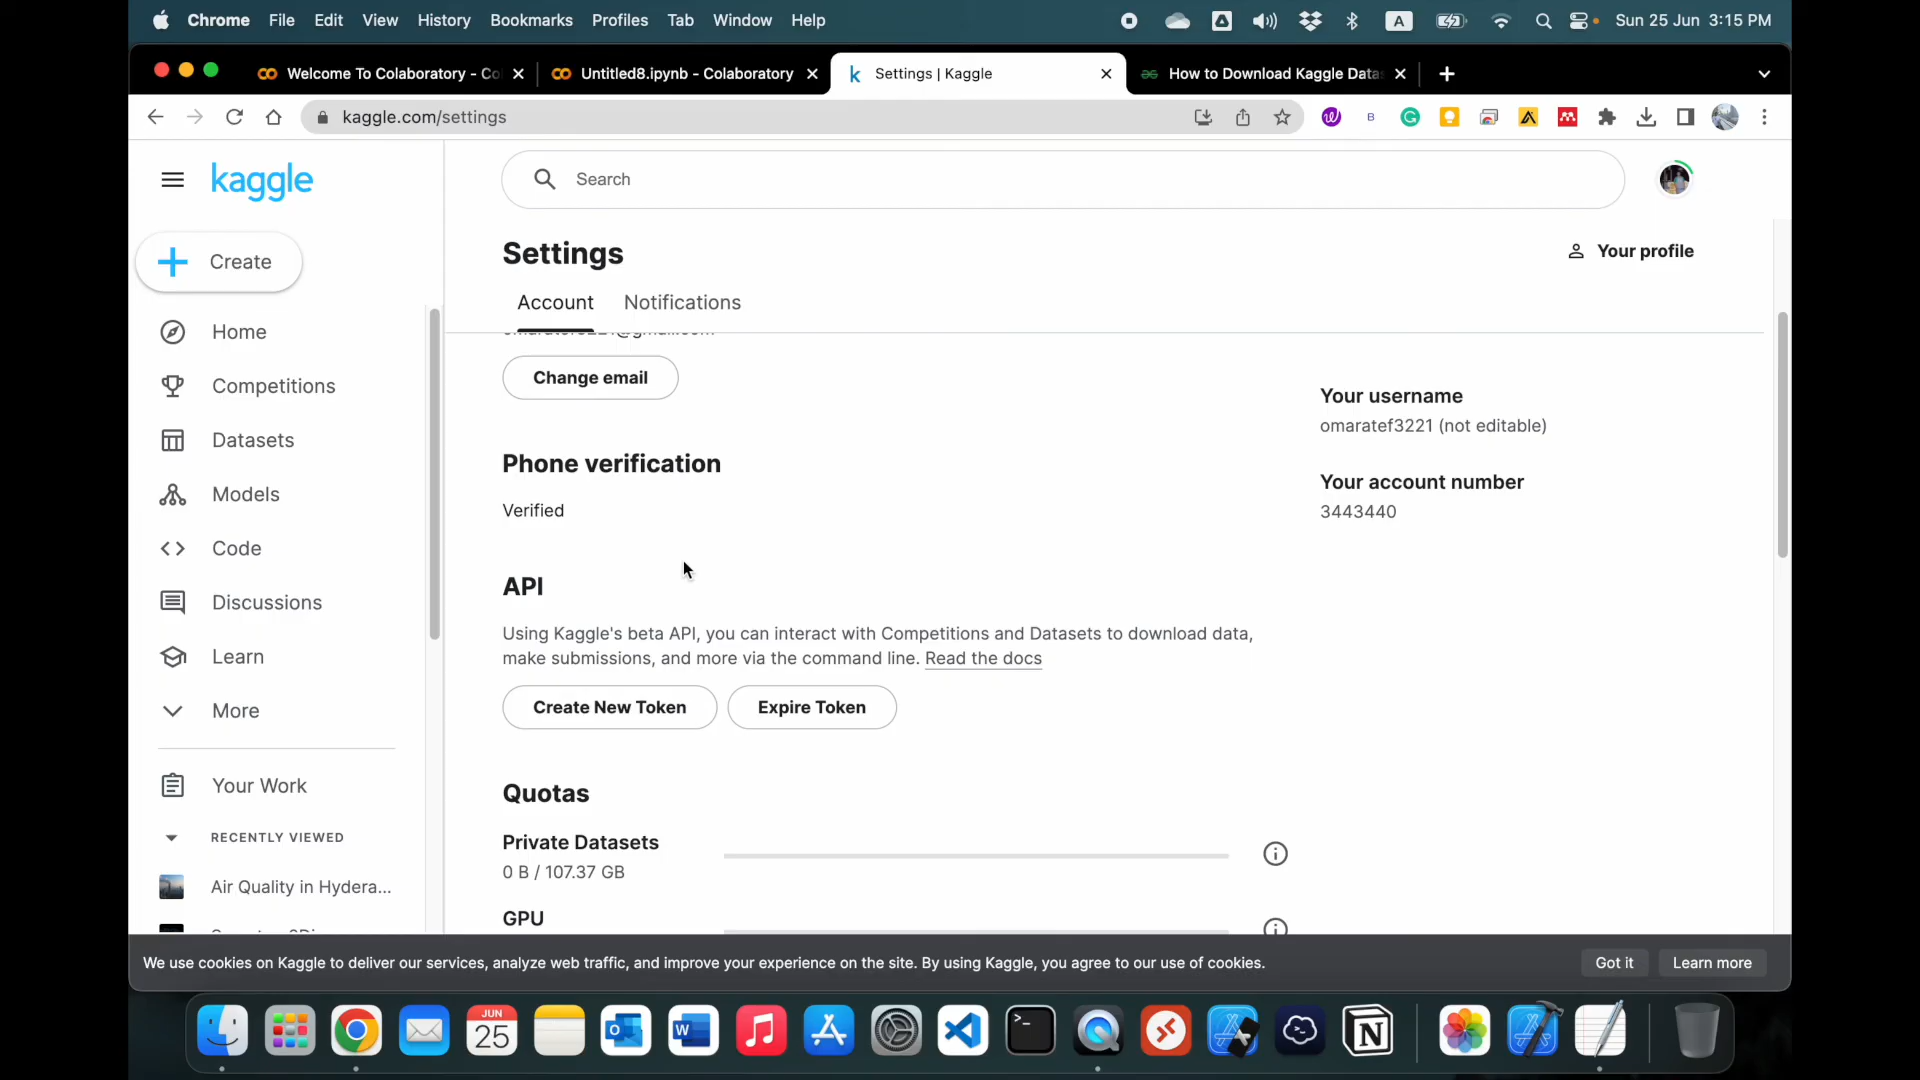 Chrome File Edit View History Bookmarks Profiles Tab Window Help
A
Sun 25 Jun 3:15 PM
Welcome To Colaboratory - Co
Untitled8.ipynb - Colaboratory
Settings | Kaggle
How to Download Kaggle Datas
kaggle.com/settings
kaggle
Search
Create
Settings
Your profile
Account Notifications
Home
Competitions
Datasets
Models
Code
Discussions
Learn
More
Your Work
RECENTLY VIEWED
Air Quality in Hydera...
Change email
Your username
omaratef3221 (not editable)
Phone verification
Verified
Your account number
3443440
API
Using Kaggle's beta API, you can interact with Competitions and Datasets to download data,
make submissions, and more via the command line. Read the docs
Create New Token Expire Token
Quotas
Private Datasets
0 B / 107.37 GB
GPU
We use cookies on Kaggle to deliver our services, analyze web traffic, and improve your experience on the site. By using Kaggle, you agree to our use of cookies.
Got it Learn more
JUN
25